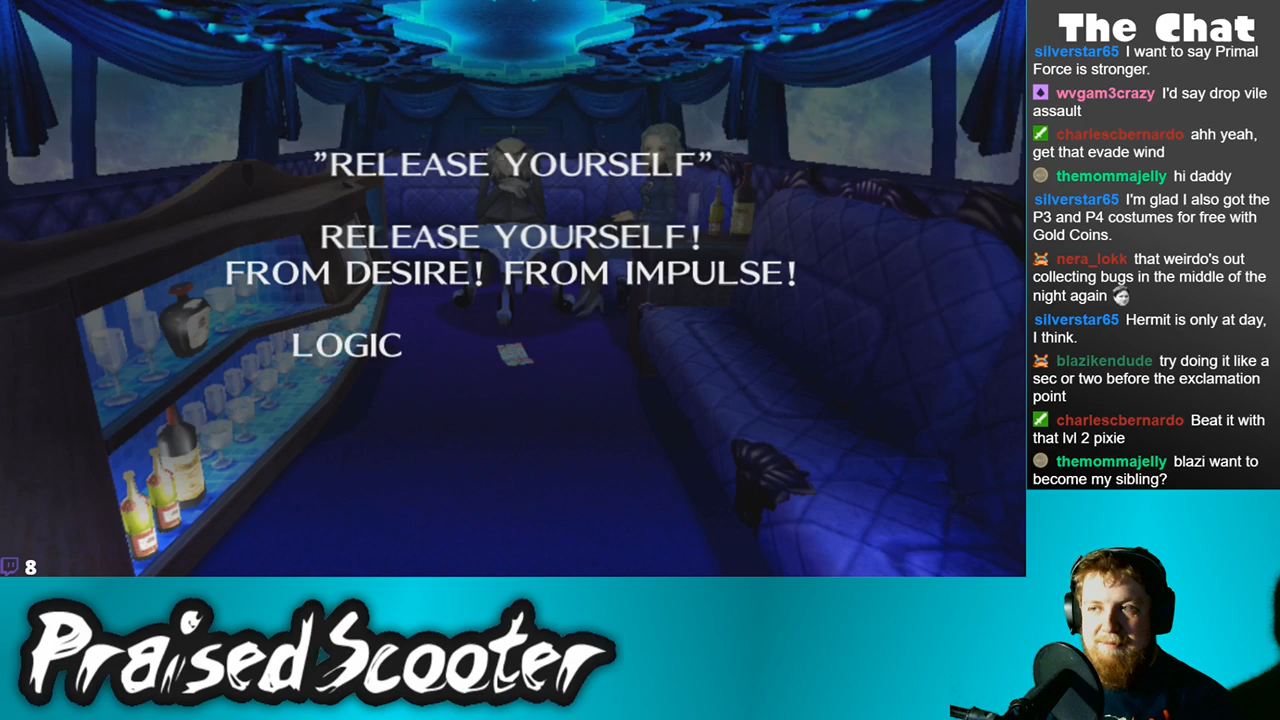 "RELEASE YOURSELF"
RELEASE YOURSELF!
FROM DESIRE! FROM IMPULSE!
LOGIC
8
PraisedScooter
The Chat
silverstar65 I want to say Primal
Force is stronger.
wvgam3crazy I'd say drop vile
assault
charlescbernardo ahh yeah,
get that evade wind
themommajelly hi daddy
silverstar65 I'm glad I also got the
P3 and P4 costumes for free with
Gold Coins.
nera_lokk that weirdo's out
collecting bugs in the middle of the
night again
silverstar65 Hermit is only at day,
I think.
blazikendude try doing it like a
sec or two before the exclamation
point
charlescbernardo Beat it with
that lvl 2 pixie
themommajelly blazi want to
become my sibling?